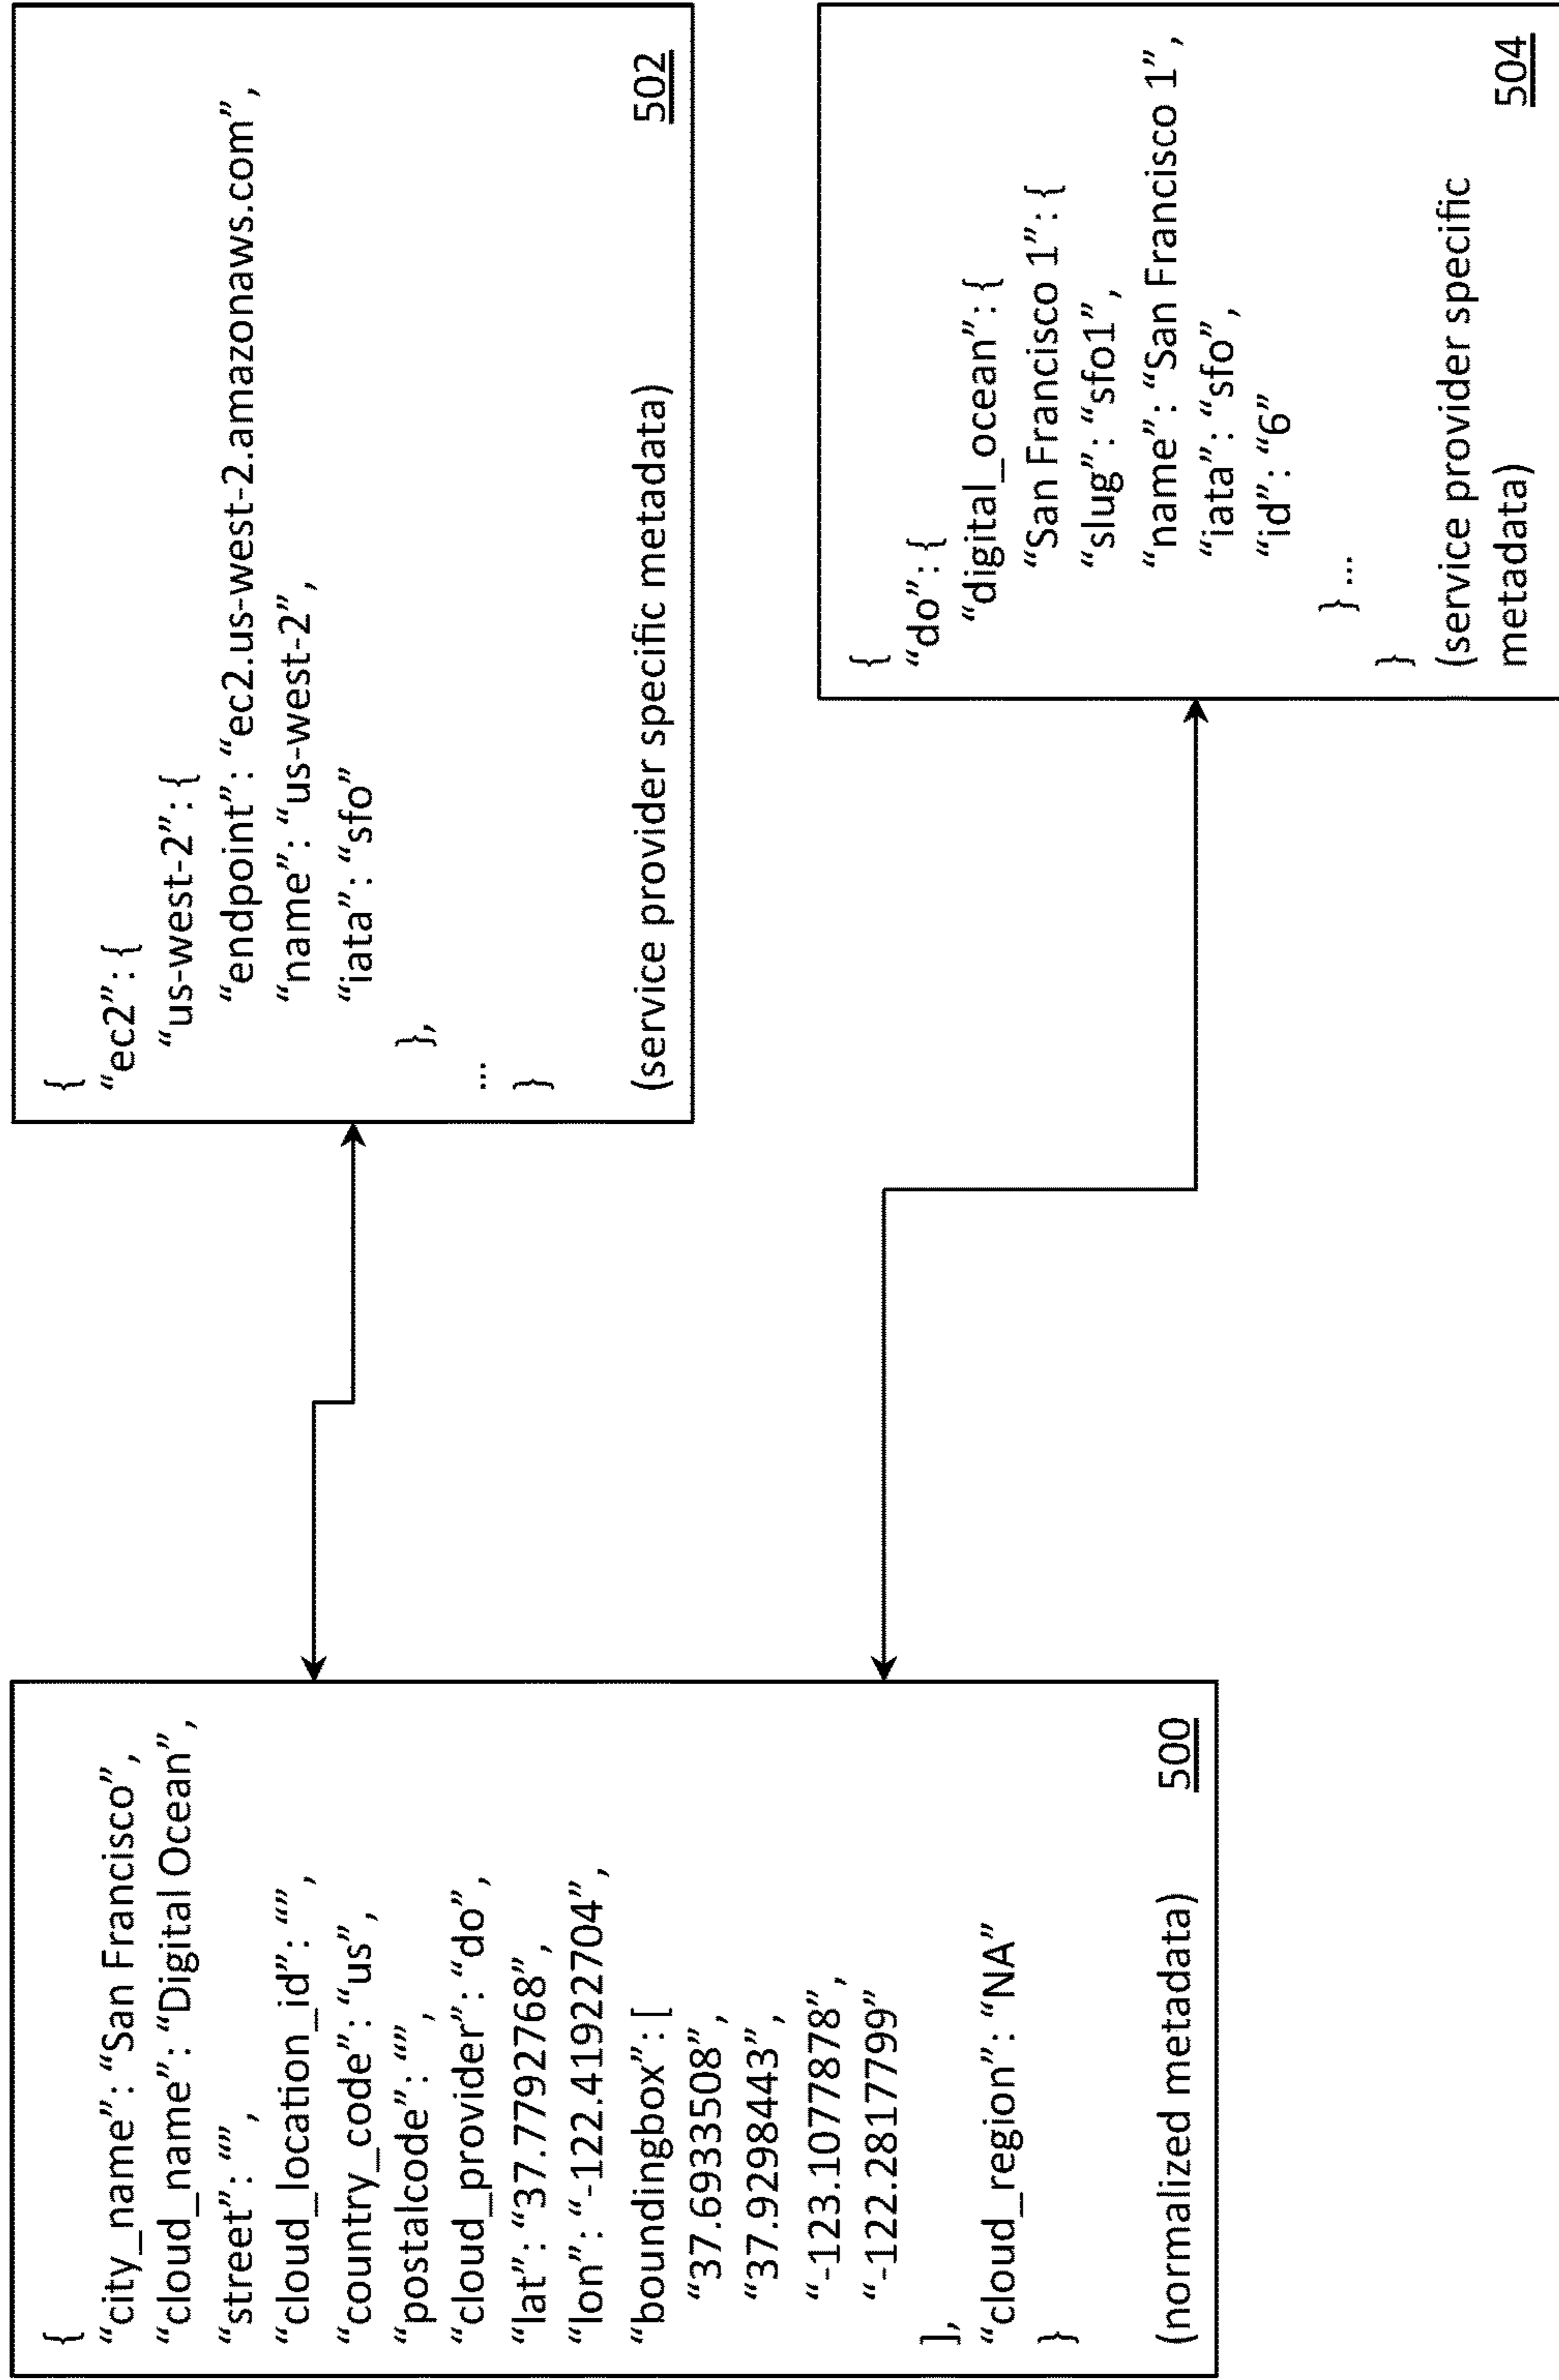 {
“city_name”: “San Francisco”,
“cloud_name”: “Digital Ocean”,
“street”: “”,
“cloud_location_id”: “”,
“country_code”: “us”,
“postalcode”: “”,
“cloud_provider”: “do”,
“lat”: “37.7792768”,
“lon”: “-122.41922704”,
“boundingbox”: [
“37.6933508”,
“37.9298443”,
“-123.1077878”,
“-122.2817799”
],
“cloud_region”: “NA”
}
(normalized metadata)
500
{
“ec2”: {
“us-west-2”: {
“endpoint”: “ec2.us-west-2.amazonaws.com”,
“name”: “us-west-2”,
“iata”: “sfo”
},
...
}
(service provider specific metadata)
502
{
“do”: {
“digital_ocean”: {
“San Francisco 1”: {
“slug”: “sfo1”,
“name”: “San Francisco 1”,
“iata”: “sfo”,
“id”: “6”
} ...
}
(service provider specific
metadata)
504